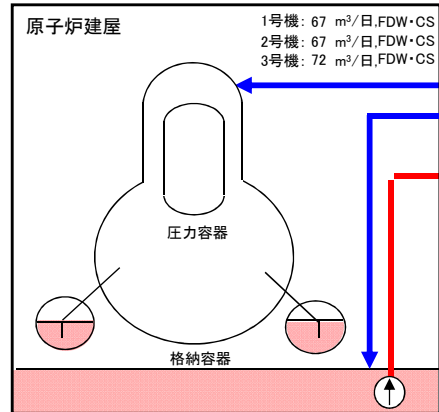 原子炉建屋
1号機: 67 m³/日,FDW・CS
2号機: 67 m³/日,FDW・CS
3号機: 72 m³/日,FDW・CS
圧力容器
格納容器